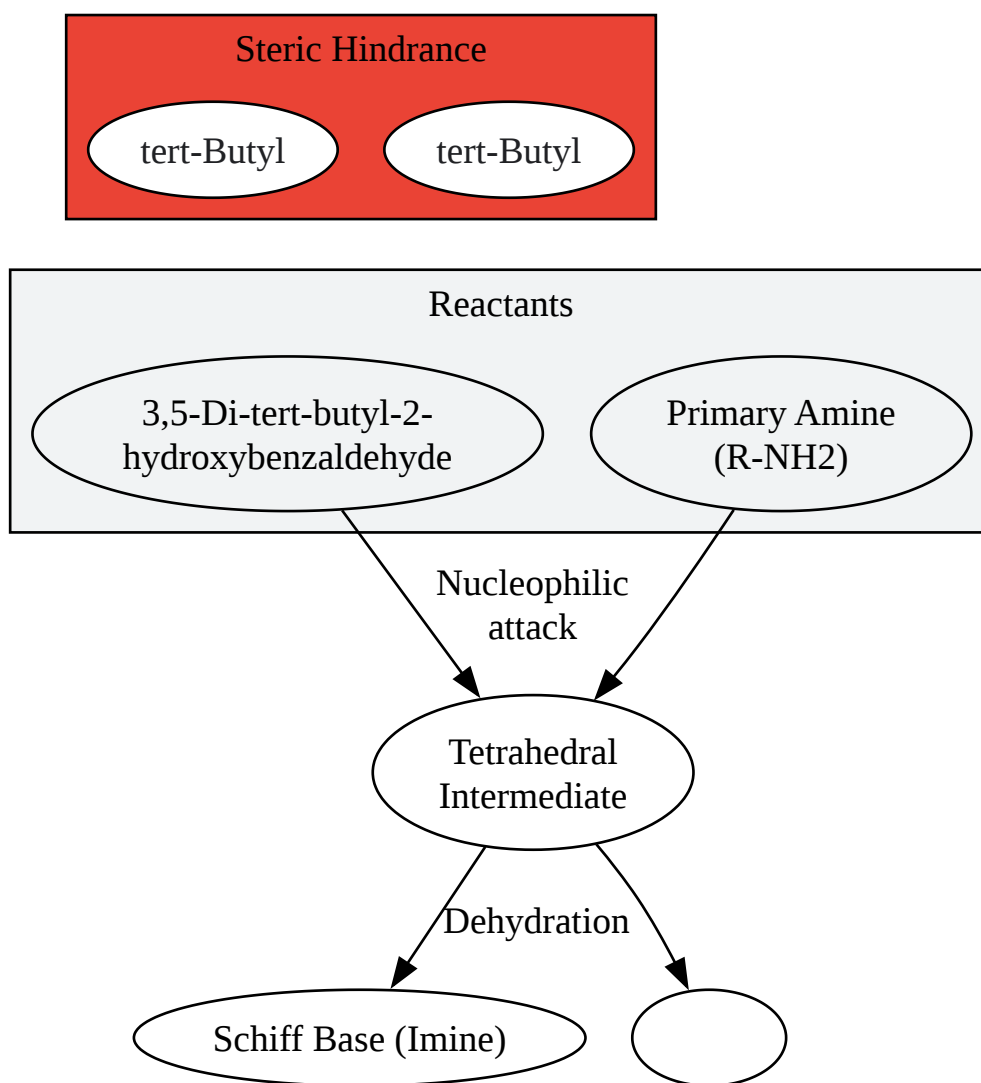 Steric Hindrance
tert-Butyl
tert-Butyl
Reactants
3,5-Di-tert-butyl-2-
hydroxybenzaldehyde
Primary Amine
(R-NH2)
Nucleophilic
attack
Tetrahedral
Intermediate
Dehydration
Schiff Base (Imine)